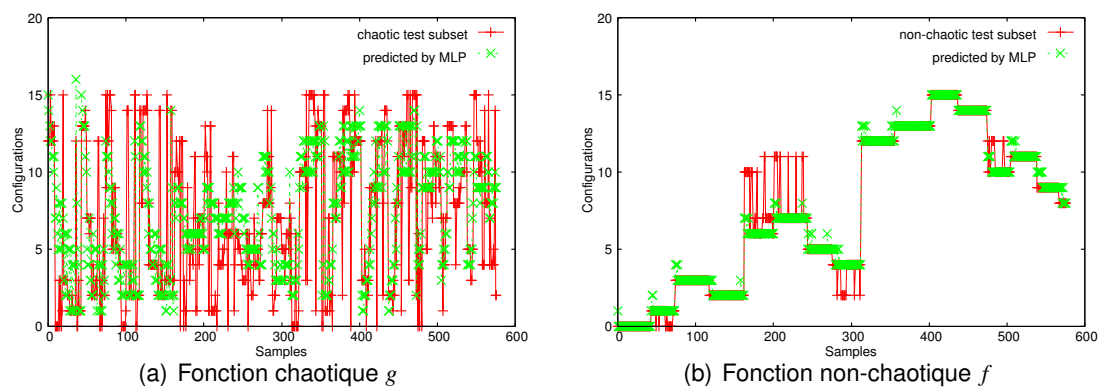 20
15
10
5
0
Configurations
chaotic test subset
predicted by MLP
0 100 200 300 400 500 600
Samples
(a) Fonction chaotique g
20
15
10
5
0
Configurations
non-chaotic test subset
predicted by MLP
0 100 200 300 400 500 600
Samples
(b) Fonction non-chaotique f